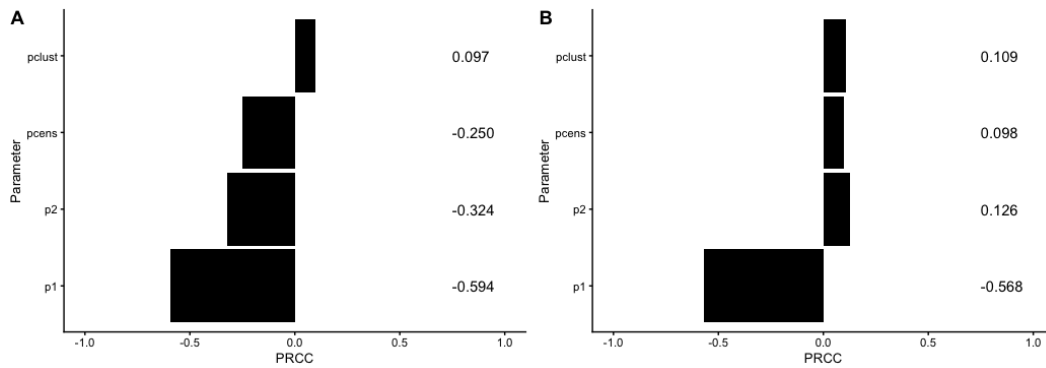 A
Parameter
pclust
0.097
pcens
-0.250
p2
-0.324
p1
-0.594
-1.0 -0.5 0.0 0.5 1.0
PRCC
B
Parameter
pclust
0.109
pcens
0.098
p2
0.126
p1
-0.568
-1.0 -0.5 0.0 0.5 1.0
PRCC